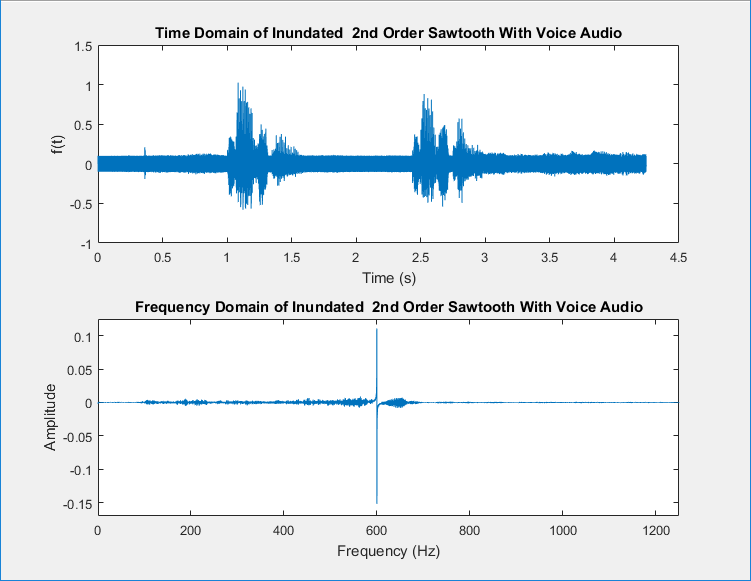 Time Domain of Inundated  2nd Order Sawtooth With Voice Audio
1.5
1
0.5
0
-0.5
-1
f(t)
0 0.5 1 1.5 2 2.5 3 3.5 4 4.5
Time (s)
Frequency Domain of Inundated  2nd Order Sawtooth With Voice Audio
0.1
0.05
0
-0.05
-0.1
-0.15
Amplitude
0 200 400 600 800 1000 1200
Frequency (Hz)